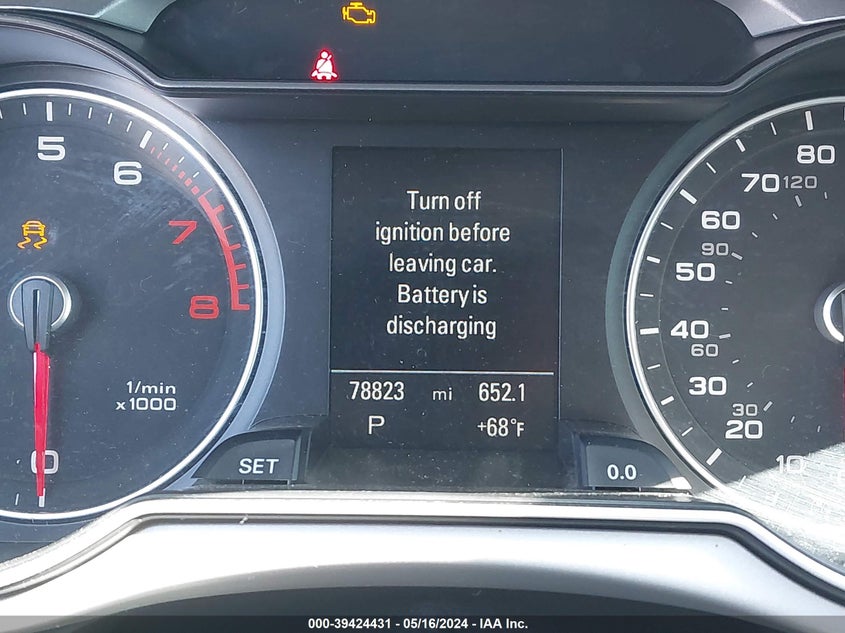 5
6
7
8
1/min
x 1000
0
Turn off
ignition before
leaving car.
Battery is
discharging
78823 mi 652.1
P +68°F
SET
0.0
80
70 120
60
90
50
40
60
30
30
20
10
000-39424431 - 05/16/2024 - IAA Inc.